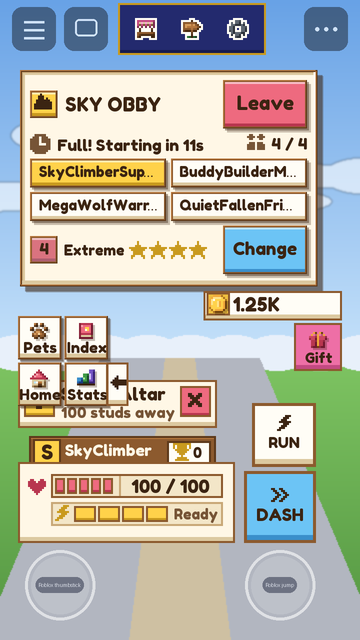 SKY OBBY
Leave
Full! Starting in 11s
4 / 4
SkyClimberSup...
BuddyBuilderM...
MegaWolfWarr...
QuietFallenFri...
4
Extreme
Change
1.25K
Pets
Index
Gift
Home
Stats
Altar
100 studs away
RUN
S
SkyClimber
0
100 / 100
Ready
DASH
Roblox thumbstick
Roblox jump